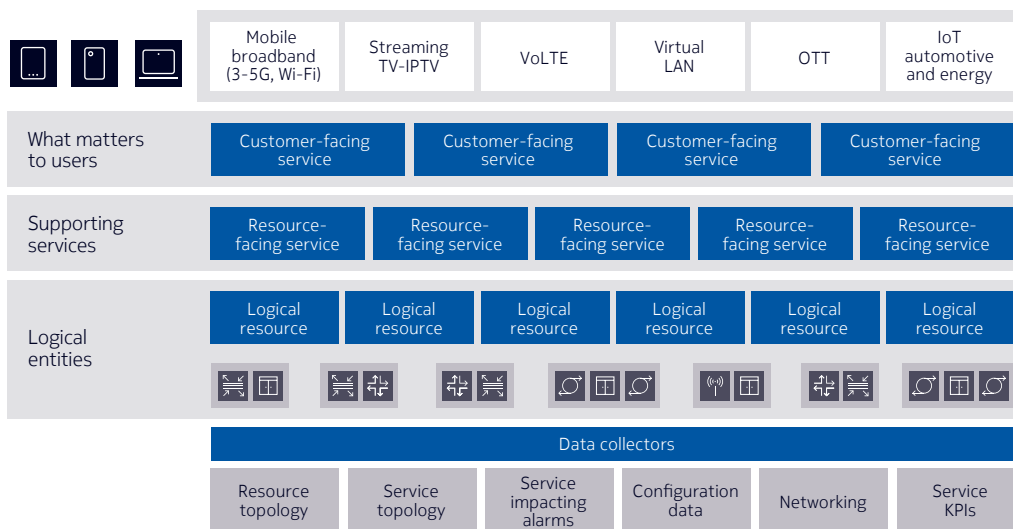 Mobile
broadband
(3-5G, Wi-Fi)
Streaming
TV-IPTV
VoLTE
Virtual
LAN
OTT
IoT
automotive
and energy
What matters
to users
Customer-facing
service
Customer-facing
service
Customer-facing
service
Customer-facing
service
Supporting
services
Resource-
facing service
Resource-
facing service
Resource-
facing service
Resource-
facing service
Resource-
facing service
Logical
entities
Logical
resource
Logical
resource
Logical
resource
Logical
resource
Logical
resource
Logical
resource
Data collectors
Resource
topology
Service
topology
Service
impacting
alarms
Configuration
data
Networking
Service
KPIs